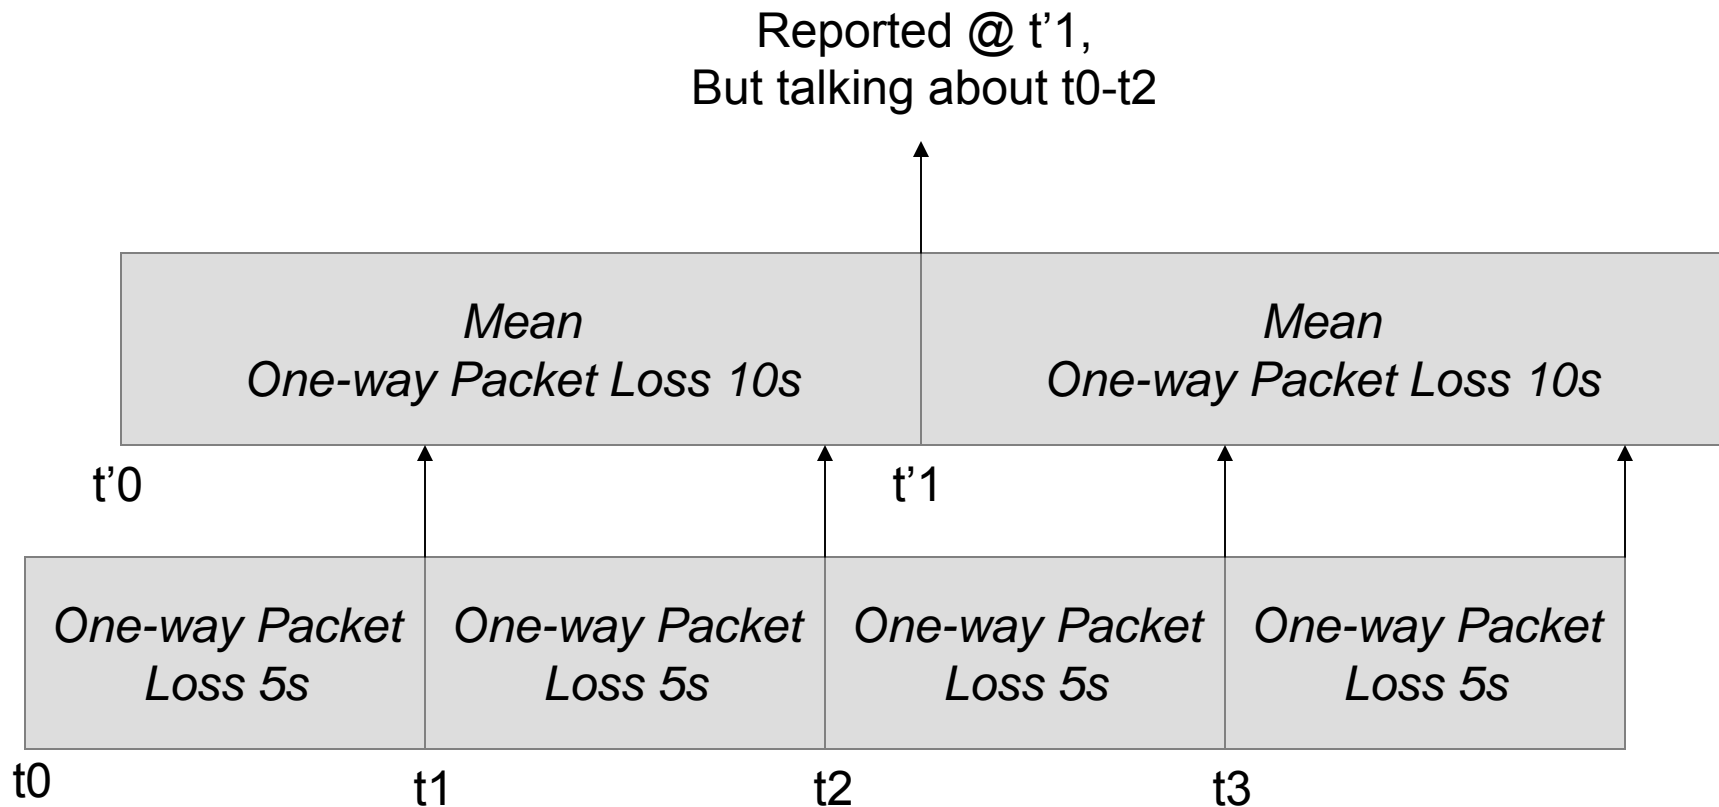 Reported @ t’1,
But talking about t0-t2
Mean
One-way Packet Loss 10s
Mean
One-way Packet Loss 10s
t’0
t’1
One-way Packet
Loss 5s
One-way Packet
Loss 5s
One-way Packet
Loss 5s
One-way Packet
Loss 5s
t0
t1
t2
t3